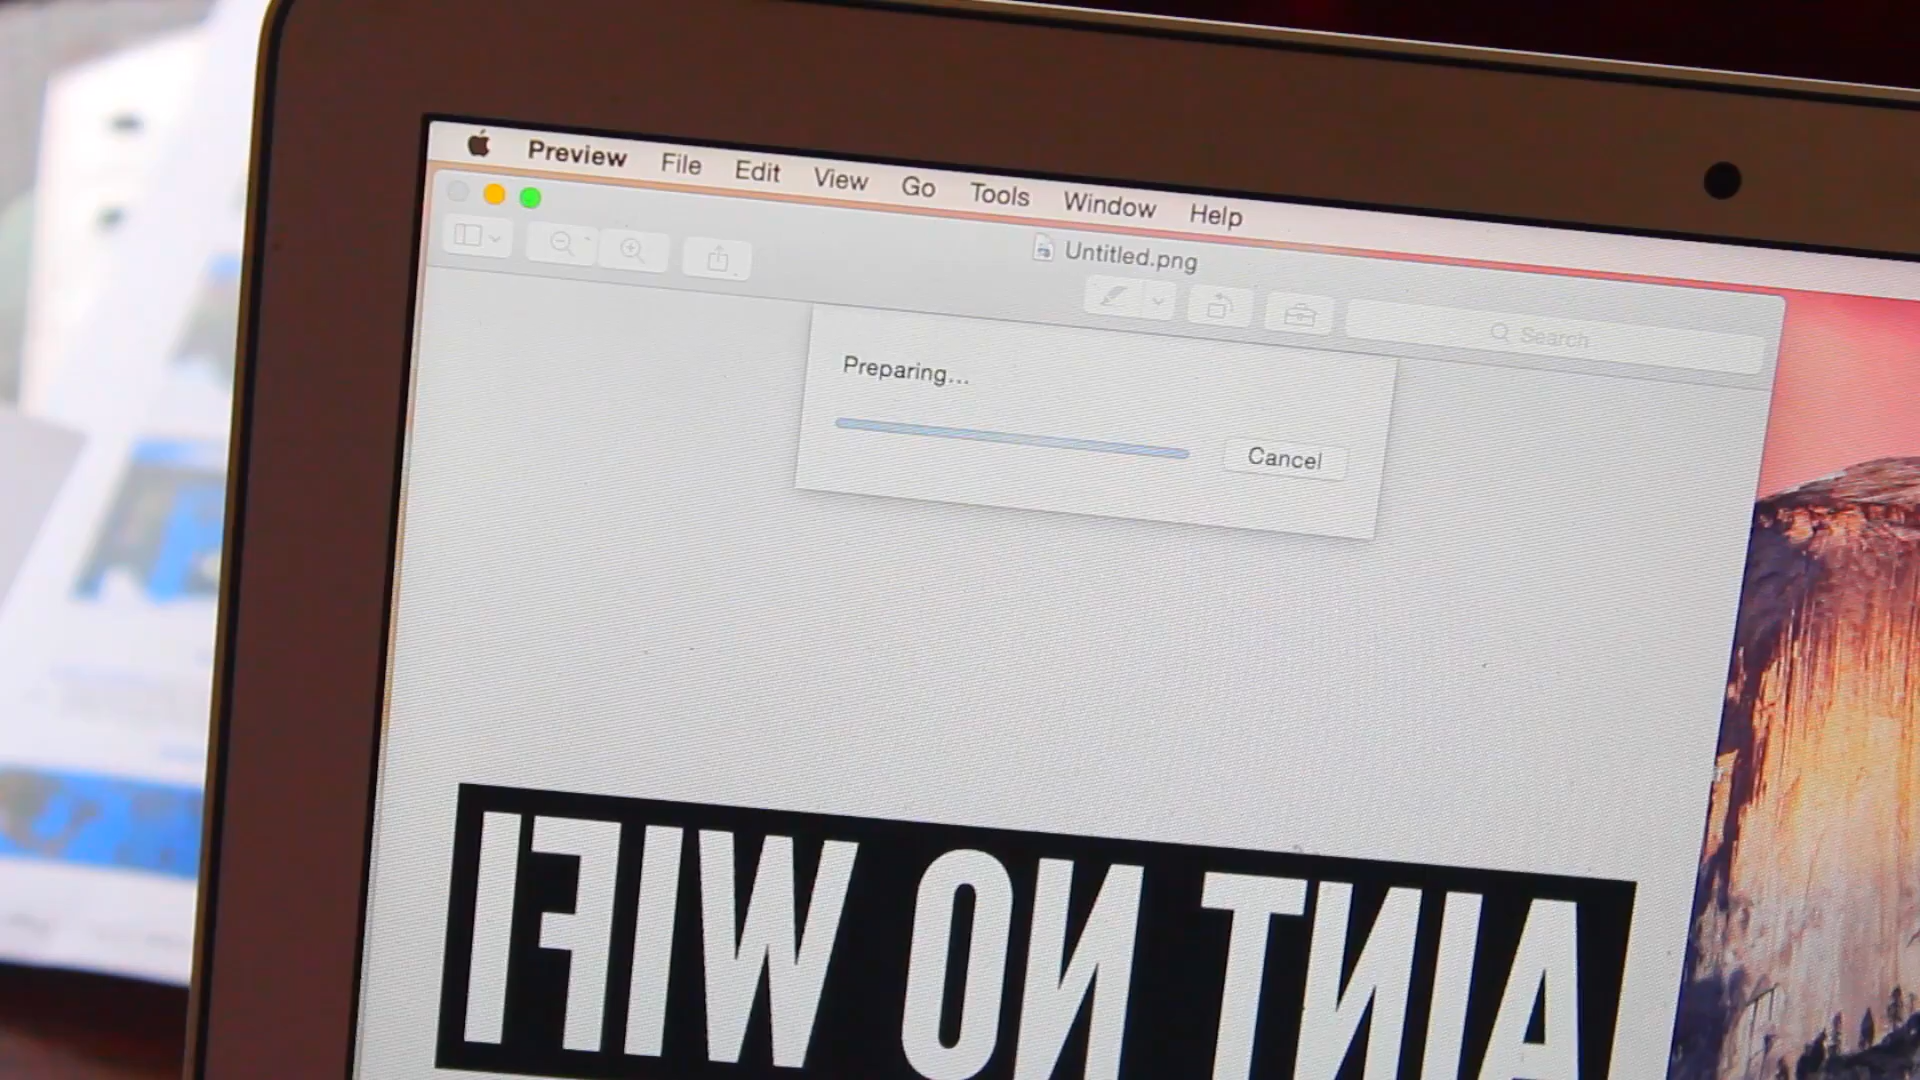 Preview File Edit View Go Tools Window Help
Untitled.png
Search
Preparing...
Cancel
AINT NO WIFI